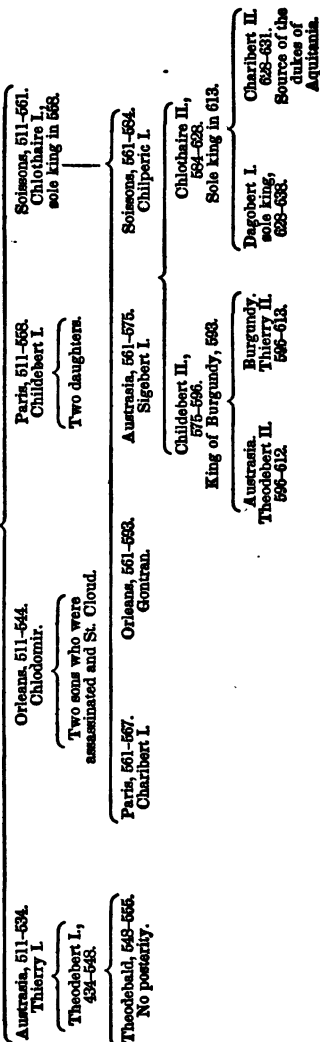 Austrasia, 511-534.
Thierry I.
Orleans, 511-544.
Chlodomir.
Paris, 511-558.
Childebert I.
Soissons, 511-561.
Chlothaire I.,
sole king in 558.
Theodebert I.,
434-548.
Two sons who were
assassinated and St. Cloud.
Two daughters.
Theodebald, 548-555.
No posterity.
Paris, 561-567.
Charibert I.
Orleans, 561-593.
Gontran.
Austrasia, 561-575.
Sigebert I.
Soissons, 561-584.
Chilperic I.
Childebert II.,
575-596.
King of Burgundy, 593.
Chlothaire II.,
584-628.
Sole king in 613.
Austrasia.
Theodebert II.
596-612.
Burgundy.
Thierry II.
596-613.
Dagobert I.
sole king,
628-638.
Charibert II.
628-631.
Source of the
dukes of
Aquitania.